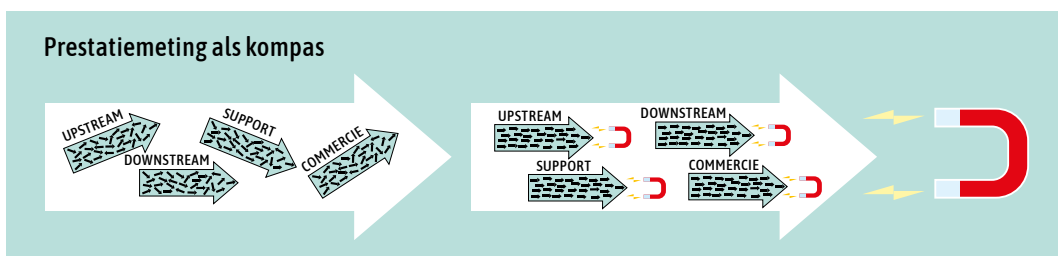 Prestatiemeting als kompas
UPSTREAM
DOWNSTREAM
SUPPORT
COMMERCIE
UPSTREAM
DOWNSTREAM
SUPPORT
COMMERCIE